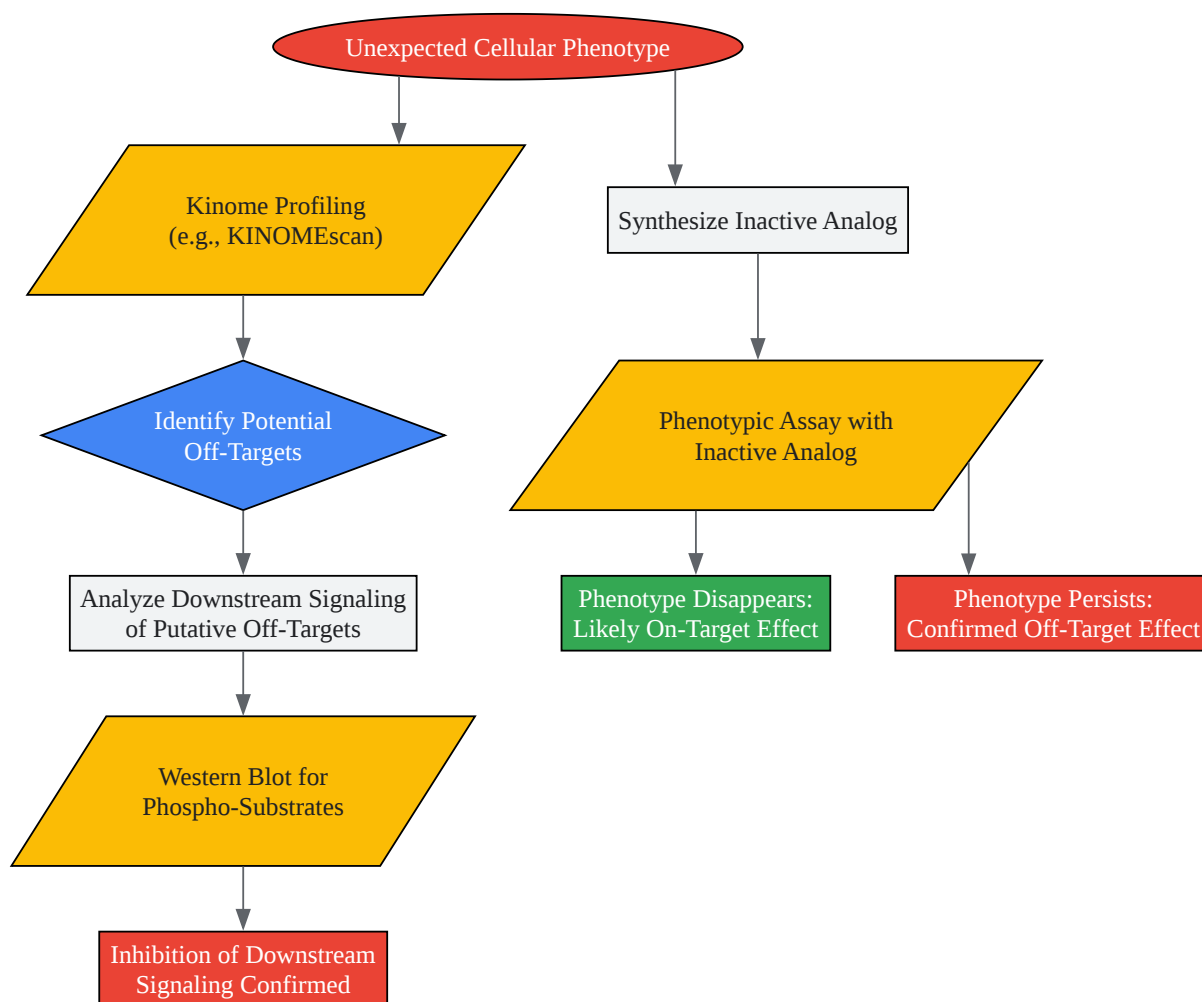 Unexpected Cellular Phenotype
Kinome Profiling
(e.g., KINOMEscan)
Synthesize Inactive Analog
Identify Potential
Off-Targets
Phenotypic Assay with
Inactive Analog
Analyze Downstream Signaling
of Putative Off-Targets
Phenotype Disappears:
Likely On-Target Effect
Phenotype Persists:
Confirmed Off-Target Effect
Western Blot for
Phospho-Substrates
Inhibition of Downstream
Signaling Confirmed